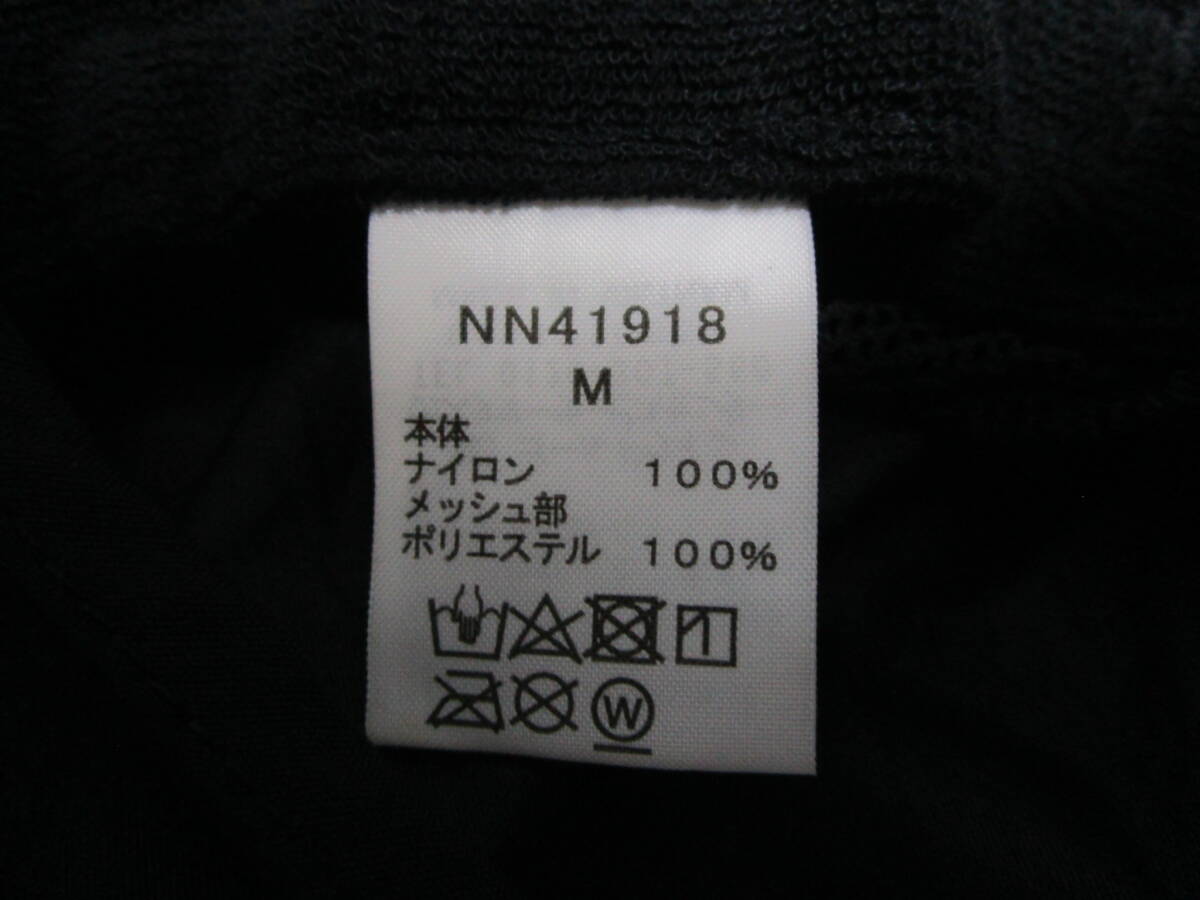 NN41918
M
本体
ナイロン 100%
メッシュ部
ポリエステル 100%
W